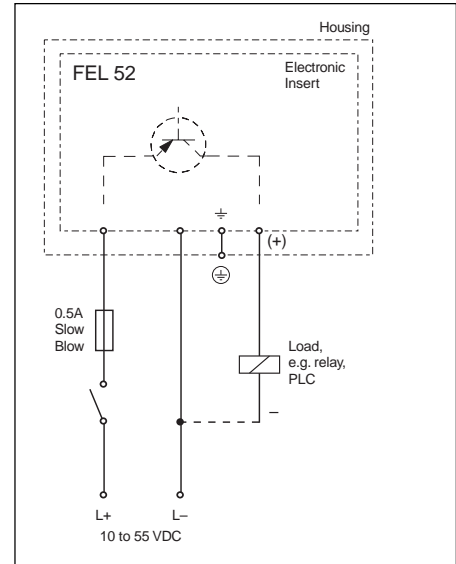 Housing
FEL 52
Electronic
Insert
(+)
0.5A
Slow
Blow
Load,
e.g. relay,
PLC
–
L+
L–
10 to 55 VDC